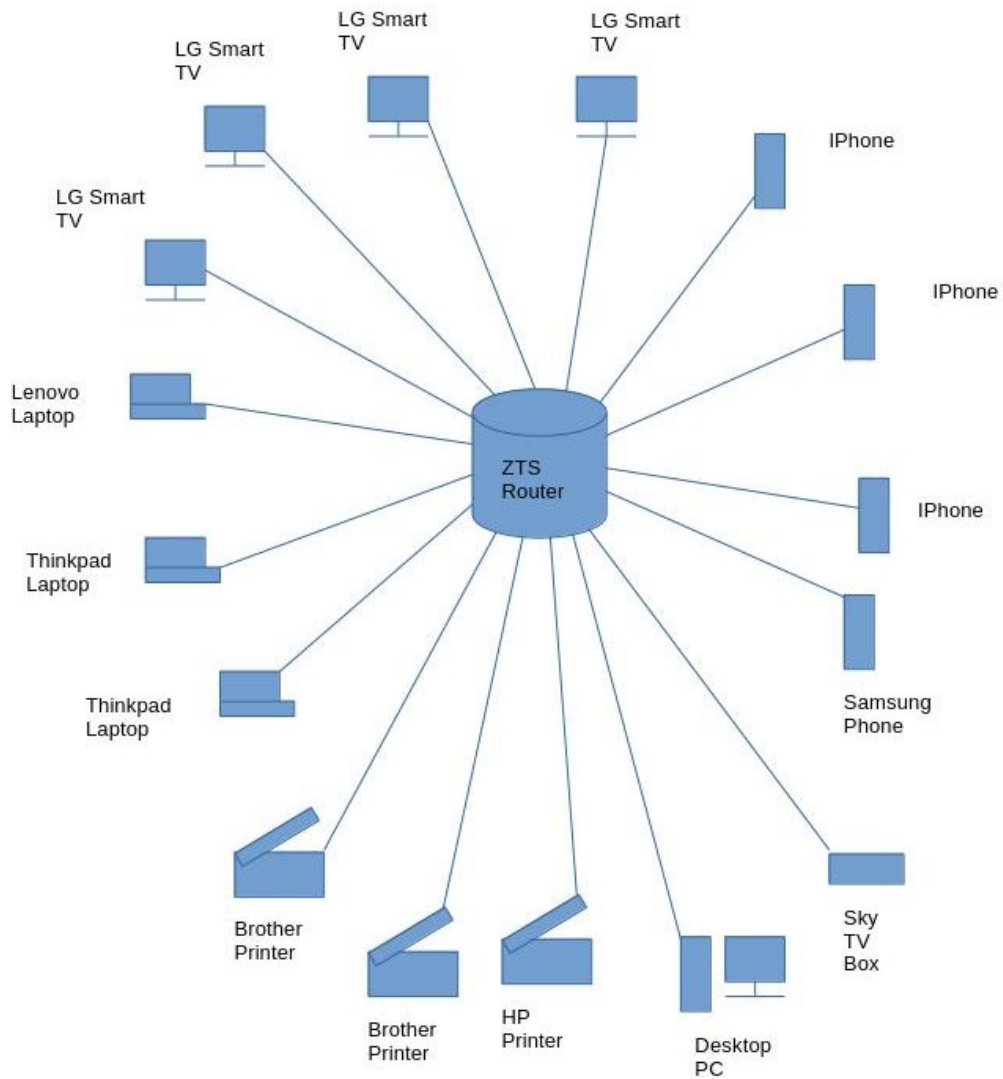 LG Smart
TV
LG Smart
TV
LG Smart
TV
IPhone
LG Smart
TV
IPhone
Lenovo
Laptop
ZTS
Router
IPhone
Thinkpad
Laptop
Thinkpad
Laptop
Samsung
Phone
Brother
Printer
Sky
TV
Box
Brother
Printer
HP
Printer
Desktop
PC